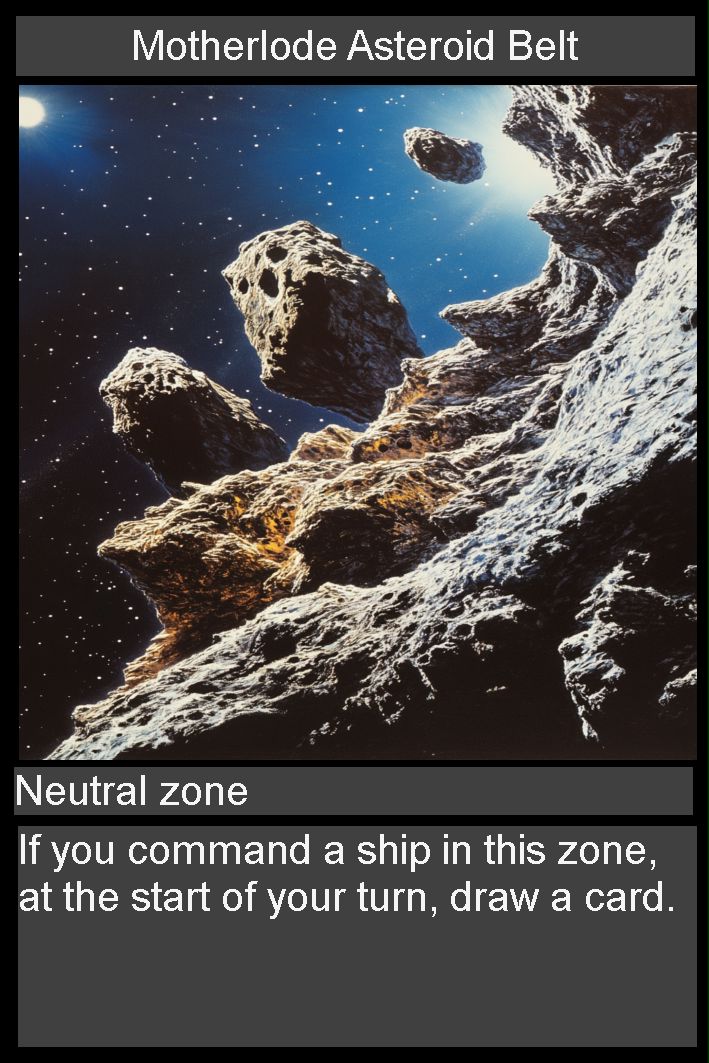 Motherlode Asteroid Belt
Neutral zone
If you command a ship in this zone,
at the start of your turn, draw a card.